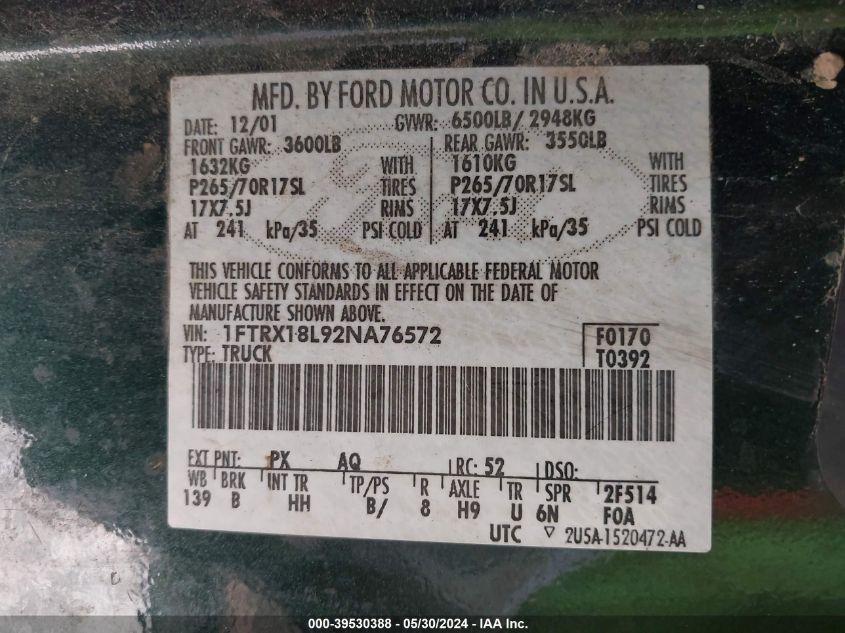 MFD. BY FORD MOTOR CO. IN U.S.A.
DATE: 12/01 GVWR: 6500LB/ 2948KG
FRONT GAWR: 3600LB REAR GAWR: 3550LB
1632KG WITH 1610KG WITH
P265/70R17SL TIRES P265/70R17SL TIRES
17X7.5J RIMS 17X7.5J RIMS
AT 241 kPa/35 PSI COLD AT 241 kPa/35 PSI COLD
THIS VEHICLE CONFORMS TO ALL APPLICABLE FEDERAL MOTOR
VEHICLE SAFETY STANDARDS IN EFFECT ON THE DATE OF
MANUFACTURE SHOWN ABOVE.
VIN: 1FTRX18L92NA76572 F0170
TYPE: TRUCK T0392
EXT PNT: PX AQ RC: 52 DSO:
WB BRK INT TR TP/PS R AXLE TR SPR 2F514
139 B HH B/ 8 H9 U 6N F0A
UTC ▽ 2U5A-1520472-AA
000-39530388 - 05/30/2024 - IAA Inc.